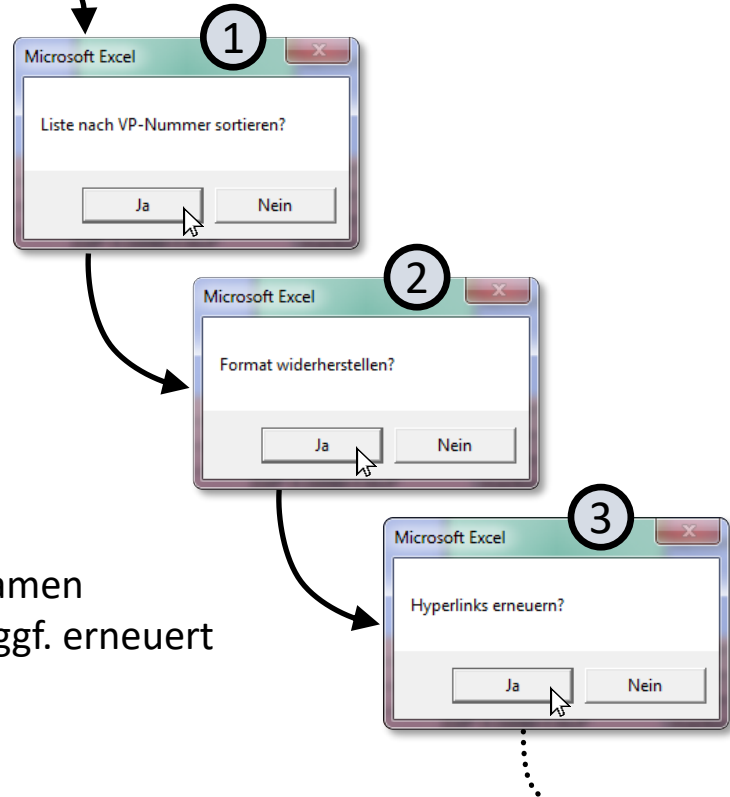 1
Microsoft Excel
x
Liste nach VP-Nummer sortieren?
Ja
Nein
2
Microsoft Excel
x
Format widerherstellen?
Ja
Nein
3
Microsoft Excel
x
Hyperlinks erneuern?
Ja
Nein
amen
ggf. erneuert